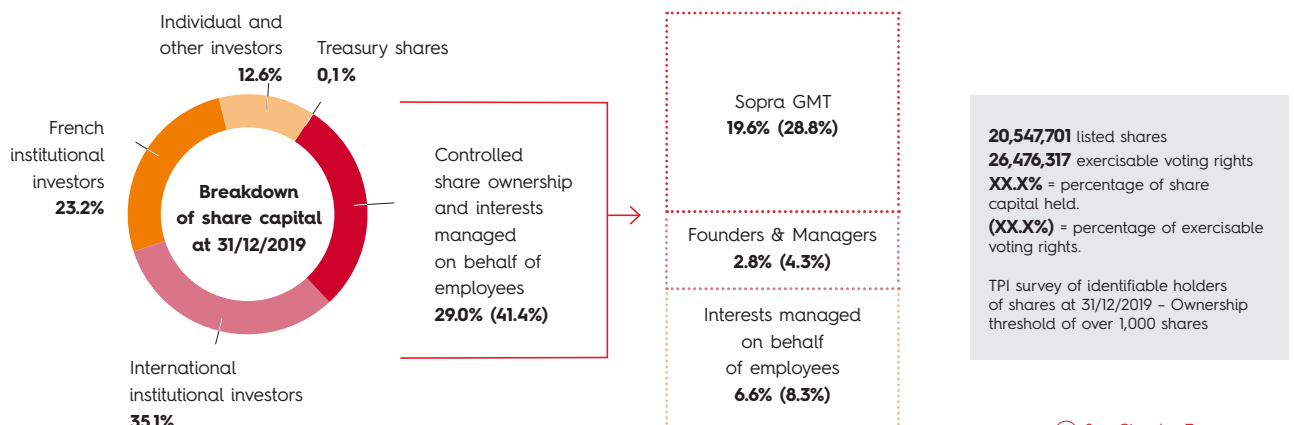 Individual and
other investors
12.6%
Treasury shares
0,1%
French
institutional
investors
23.2%
Breakdown
of share capital
at 31/12/2019
International
institutional investors
35.1%
Controlled
share ownership
and interests
managed
on behalf of
employees
29.0% (41.4%)
Sopra GMT
19.6% (28.8%)
Founders & Managers
2.8% (4.3%)
Interests managed
on behalf
of employees
6.6% (8.3%)
20,547,701 listed shares
26,476,317 exercisable voting rights
XX.X% = percentage of share
capital held.
(XX.X%) = percentage of exercisable
voting rights.
TPI survey of identifiable holders
of shares at 31/12/2019 – Ownership
threshold of over 1,000 shares